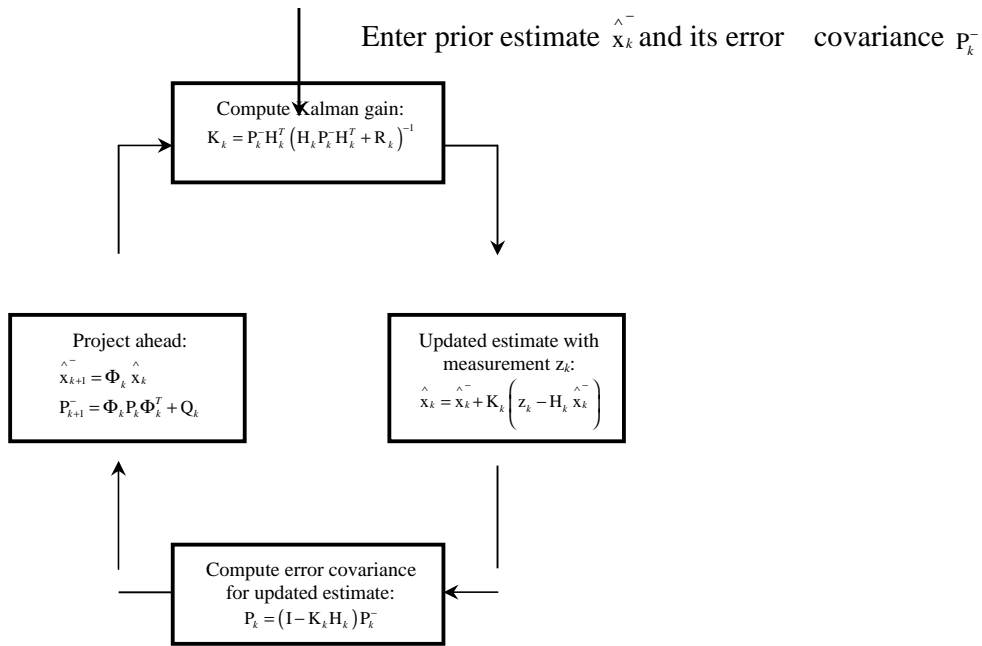 Enter prior estimate x̂ₖ⁻ and its error covariance Pₖ⁻
Compute Kalman gain:
Kₖ = Pₖ⁻Hₖᵀ (HₖPₖ⁻Hₖᵀ + Rₖ)⁻¹
Project ahead:
x̂ₖ₊₁⁻ = Φₖ x̂ₖ
Pₖ₊₁⁻ = ΦₖPₖΦₖᵀ + Qₖ
Updated estimate with
measurement zₖ:
x̂ₖ = x̂ₖ⁻ + Kₖ (zₖ − Hₖ x̂ₖ⁻)
Compute error covariance
for updated estimate:
Pₖ = (I − KₖHₖ)Pₖ⁻